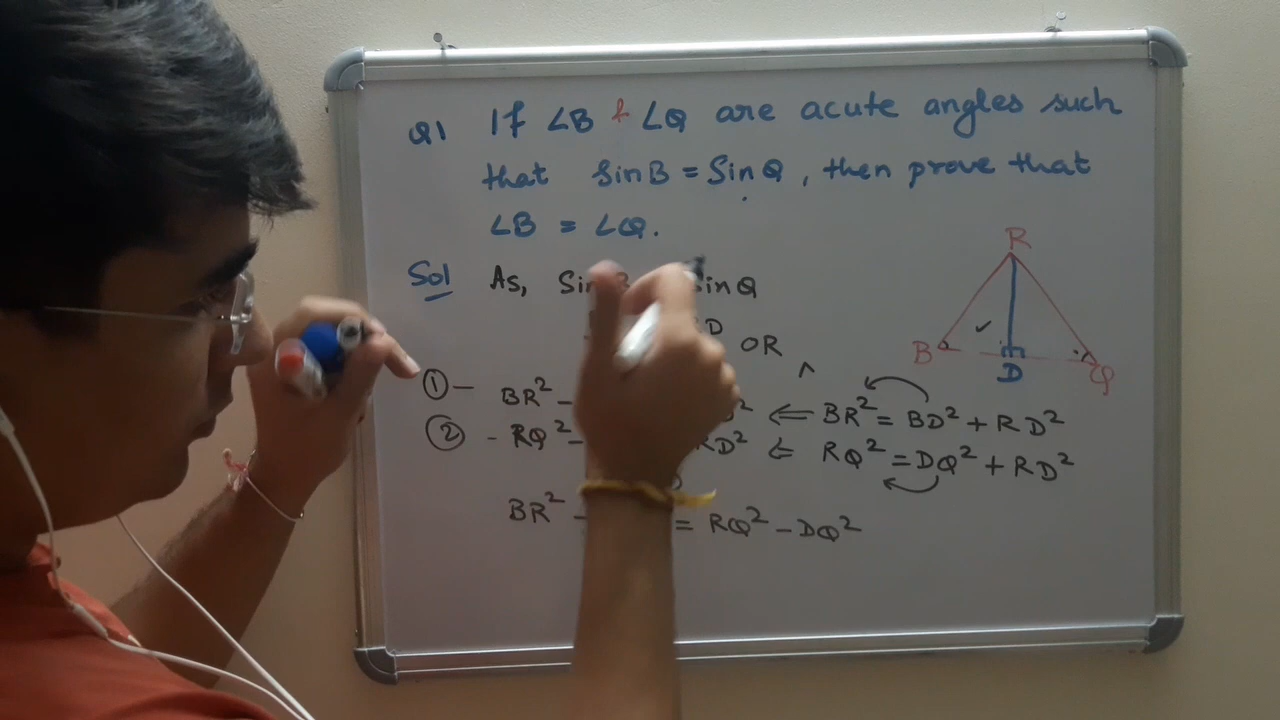 Q1 If ∠B & ∠Q are acute angles such
that sinB = SinQ , then prove that
∠B = ∠Q.
Sol As, SinQ
OR
① — BR² – ⇐ BR² = BD² + RD²
② - RQ² – RD² ⇐ RQ² = DQ² + RD²
BR² – = RQ² – DQ²
R
B
D
Q